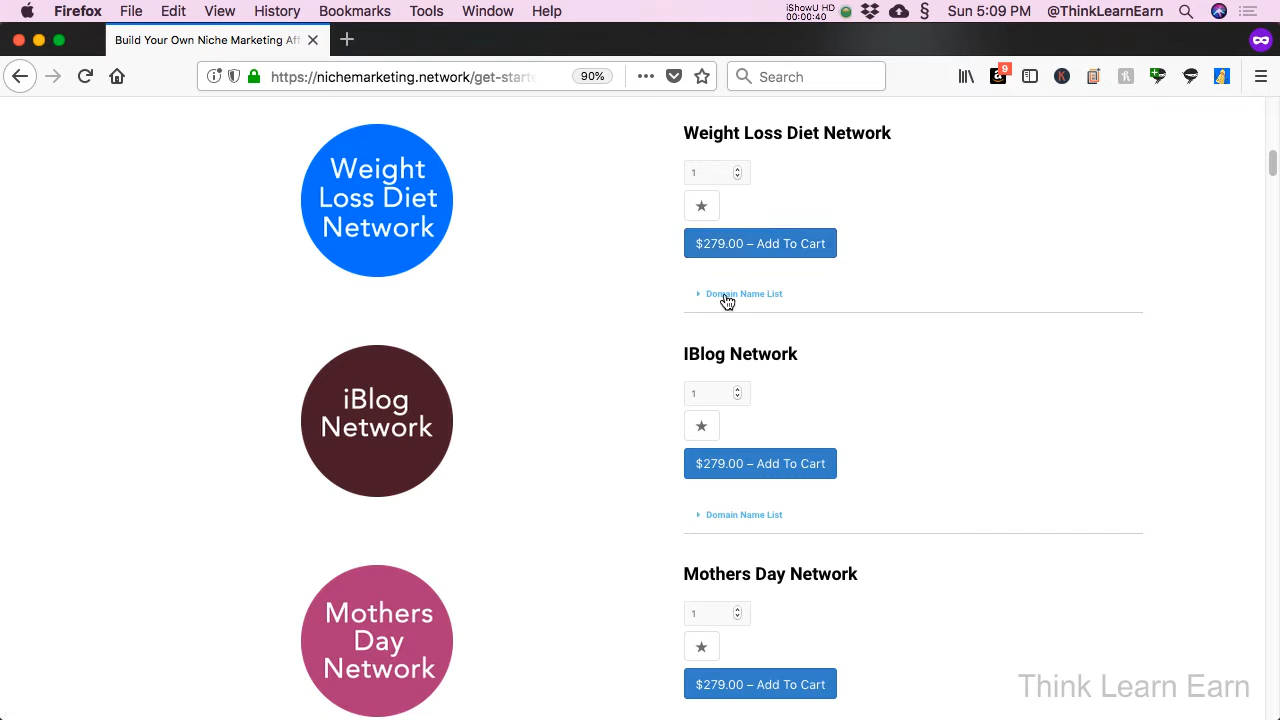 Firefox File Edit View History Bookmarks Tools Window Help iShowU HD 00:00:40 Sun 5:09 PM @ThinkLearnEarn
Build Your Own Niche Marketing Aff
https://nichemarketing.network/get-starte 90% Search 9
Weight Loss Diet Network
Weight
Loss Diet
Network
1
$279.00 – Add To Cart
Domain Name List
IBlog Network
iBlog
Network
1
$279.00 – Add To Cart
Domain Name List
Mothers Day Network
Mothers
Day
Network
1
$279.00 – Add To Cart
Think Learn Earn